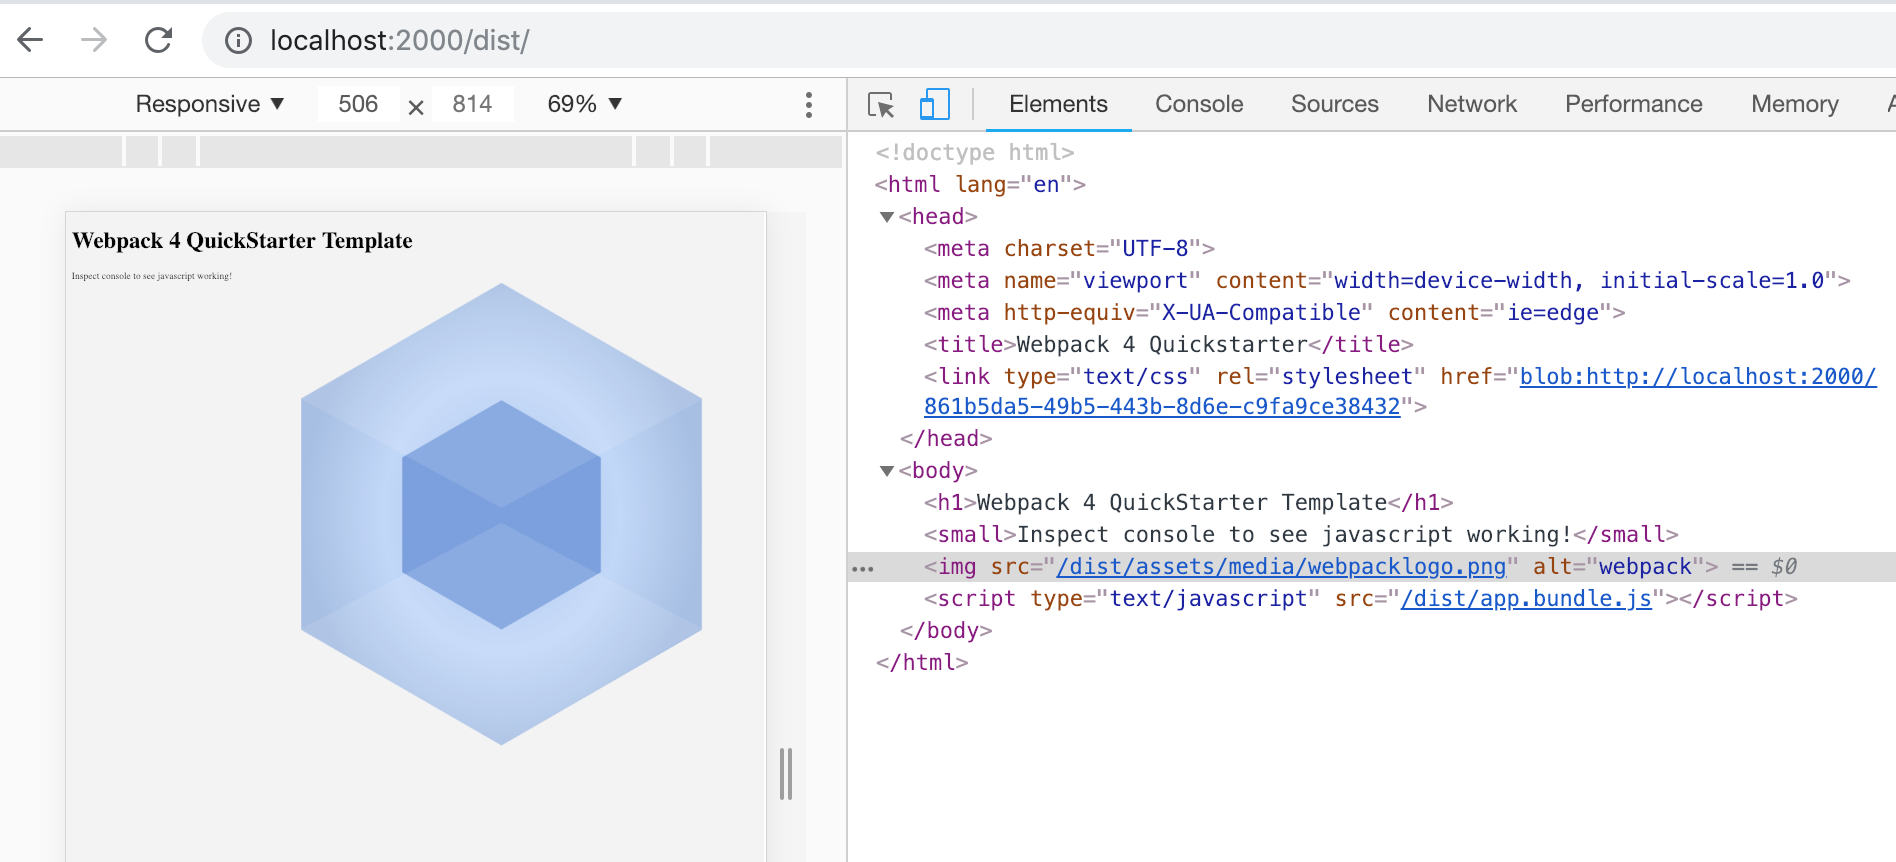 localhost:2000/dist/
Responsive ▼ 506 × 814 69% ▼
Elements Console Sources Network Performance Memory
Webpack 4 QuickStarter Template
Inspect console to see javascript working!
<!doctype html>
<html lang="en">
▼<head>
<meta charset="UTF-8">
<meta name="viewport" content="width=device-width, initial-scale=1.0">
<meta http-equiv="X-UA-Compatible" content="ie=edge">
<title>Webpack 4 Quickstarter</title>
<link type="text/css" rel="stylesheet" href="blob:http://localhost:2000/
861b5da5-49b5-443b-8d6e-c9fa9ce38432">
</head>
▼<body>
<h1>Webpack 4 QuickStarter Template</h1>
<small>Inspect console to see javascript working!</small>
<img src="/dist/assets/media/webpacklogo.png" alt="webpack"> == $0
<script type="text/javascript" src="/dist/app.bundle.js"></script>
</body>
</html>